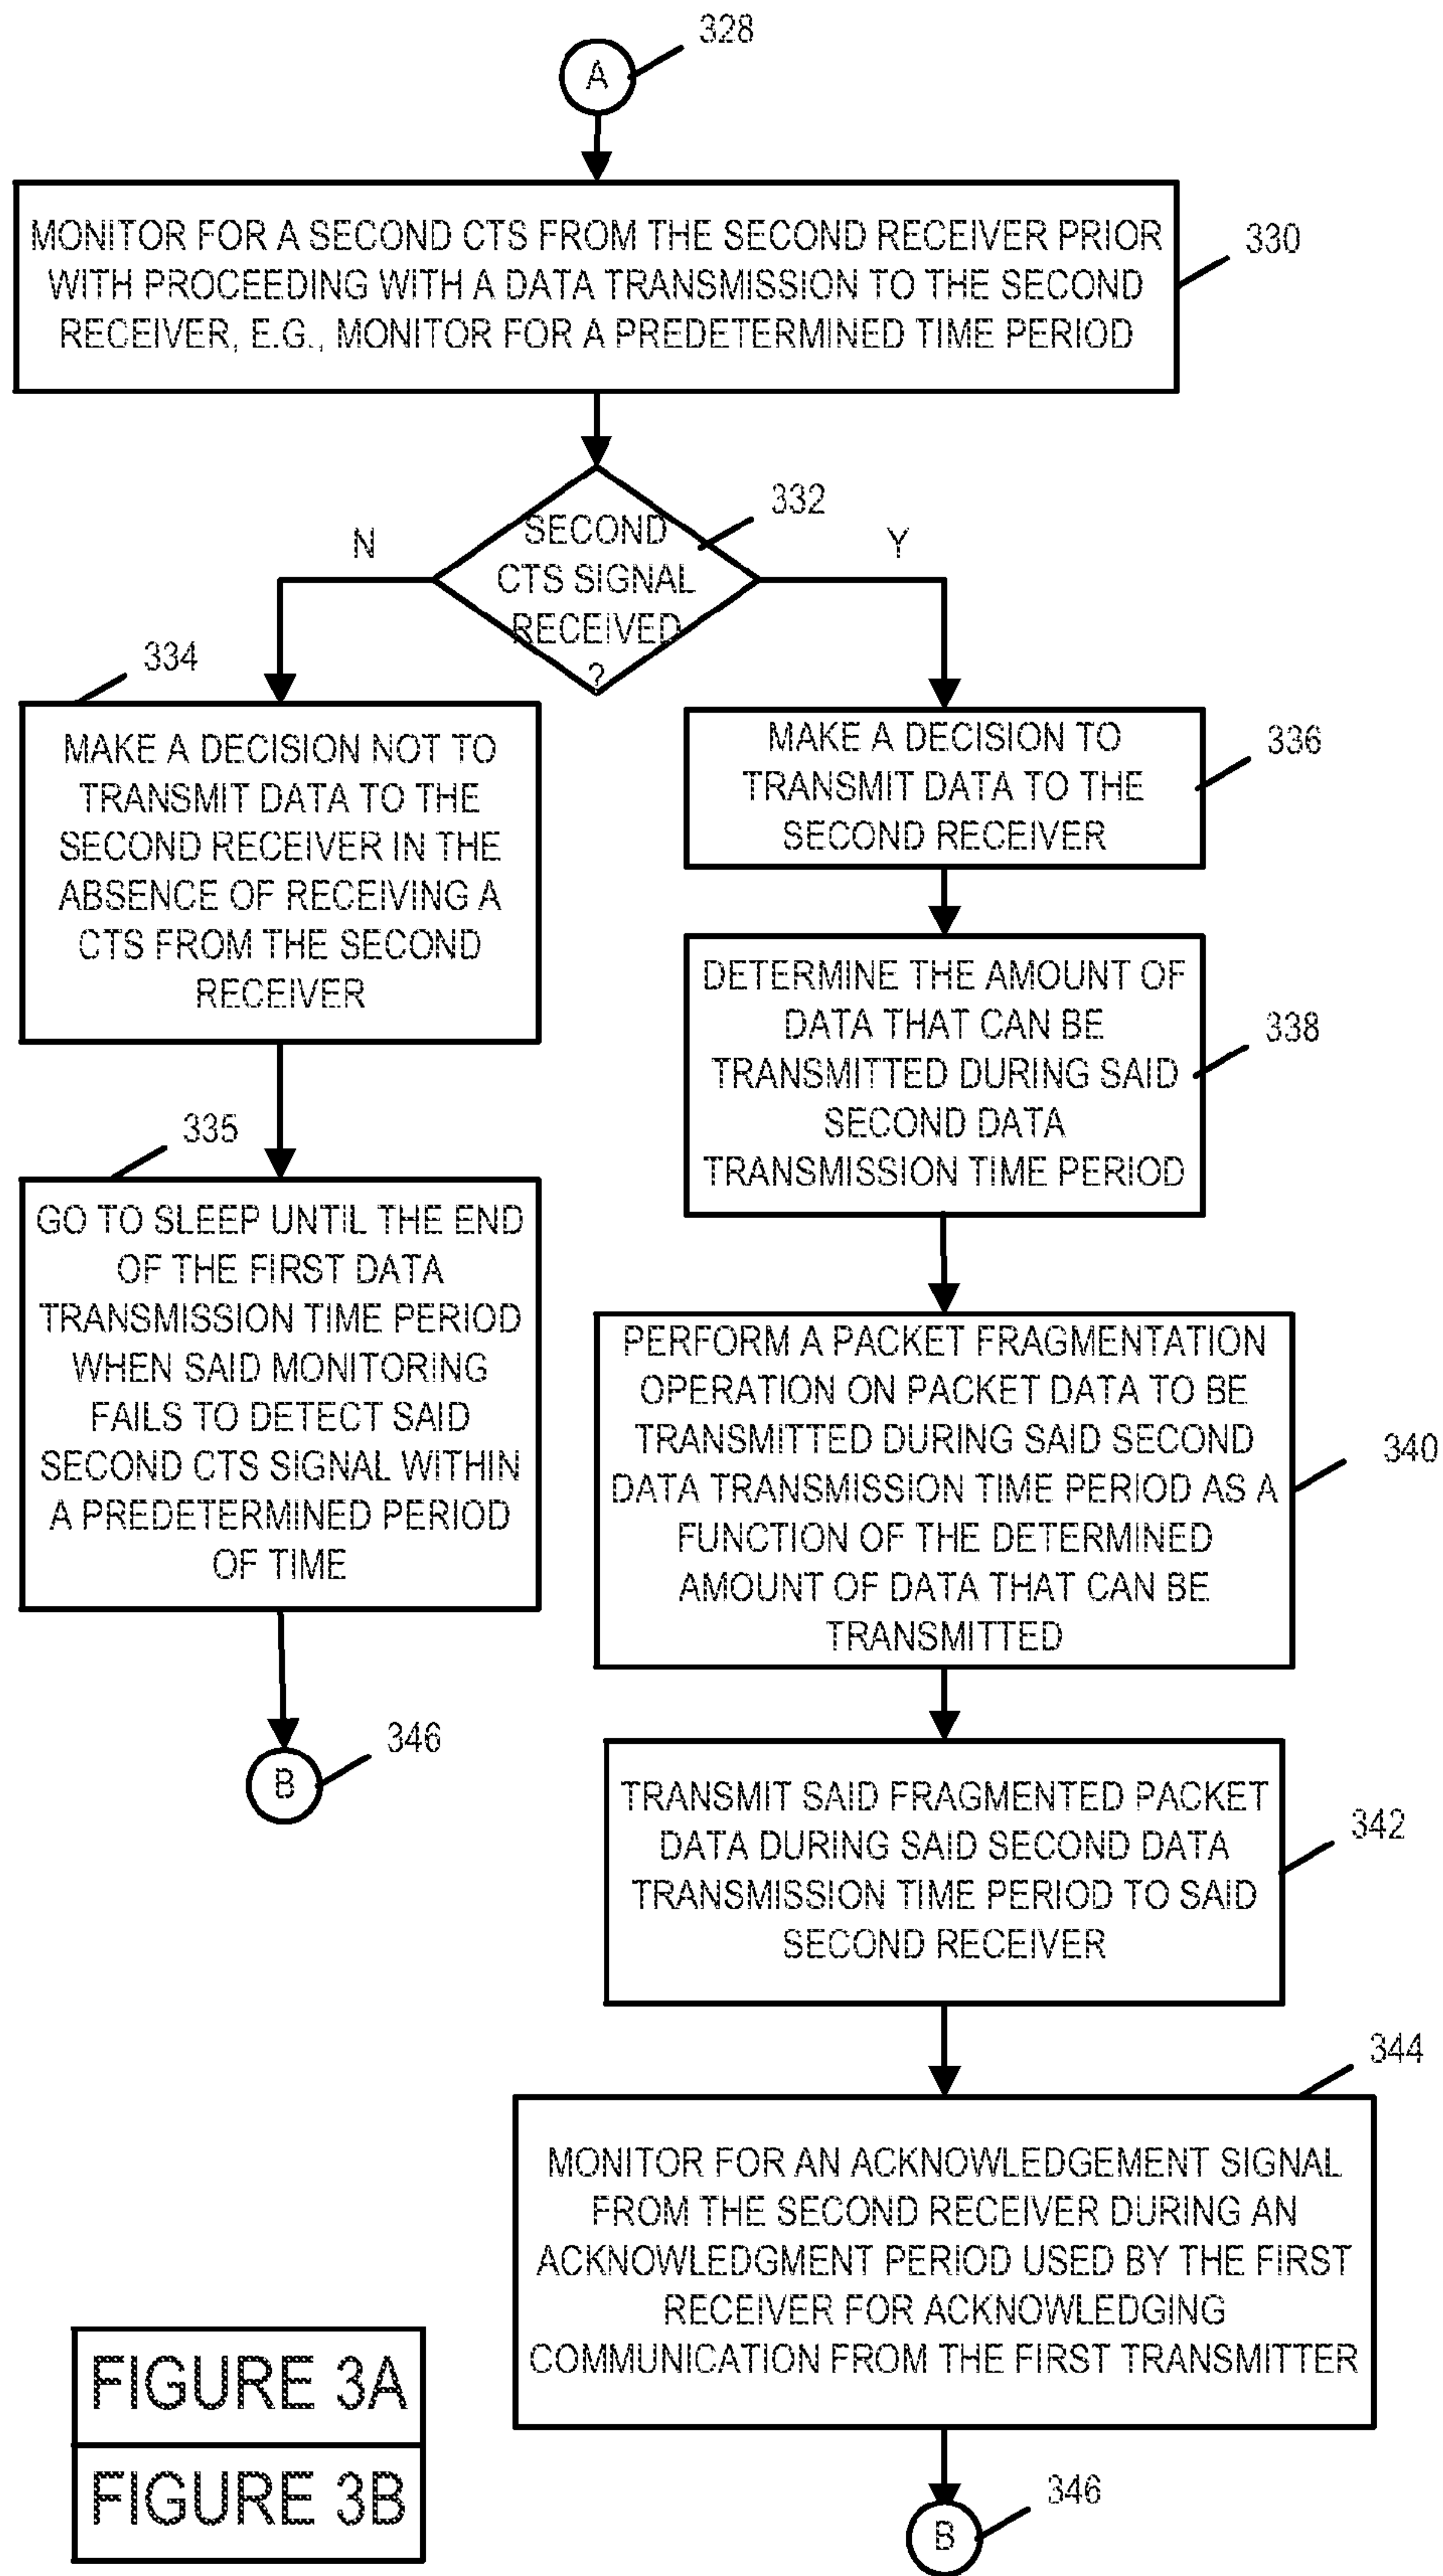 328
A
MONITOR FOR A SECOND CTS FROM THE SECOND RECEIVER PRIOR
WITH PROCEEDING WITH A DATA TRANSMISSION TO THE SECOND
RECEIVER, E.G., MONITOR FOR A PREDETERMINED TIME PERIOD
330
332
SECOND
CTS SIGNAL
RECEIVED
?
N
Y
334
MAKE A DECISION NOT TO
TRANSMIT DATA TO THE
SECOND RECEIVER IN THE
ABSENCE OF RECEIVING A
CTS FROM THE SECOND
RECEIVER
335
GO TO SLEEP UNTIL THE END
OF THE FIRST DATA
TRANSMISSION TIME PERIOD
WHEN SAID MONITORING
FAILS TO DETECT SAID
SECOND CTS SIGNAL WITHIN
A PREDETERMINED PERIOD
OF TIME
B
346
MAKE A DECISION TO
TRANSMIT DATA TO THE
SECOND RECEIVER
336
DETERMINE THE AMOUNT OF
DATA THAT CAN BE
TRANSMITTED DURING SAID
SECOND DATA
TRANSMISSION TIME PERIOD
338
PERFORM A PACKET FRAGMENTATION
OPERATION ON PACKET DATA TO BE
TRANSMITTED DURING SAID SECOND
DATA TRANSMISSION TIME PERIOD AS A
FUNCTION OF THE DETERMINED
AMOUNT OF DATA THAT CAN BE
TRANSMITTED
340
TRANSMIT SAID FRAGMENTED PACKET
DATA DURING SAID SECOND DATA
TRANSMISSION TIME PERIOD TO SAID
SECOND RECEIVER
342
344
MONITOR FOR AN ACKNOWLEDGEMENT SIGNAL
FROM THE SECOND RECEIVER DURING AN
ACKNOWLEDGMENT PERIOD USED BY THE FIRST
RECEIVER FOR ACKNOWLEDGING
COMMUNICATION FROM THE FIRST TRANSMITTER
346
B
FIGURE 3A
FIGURE 3B